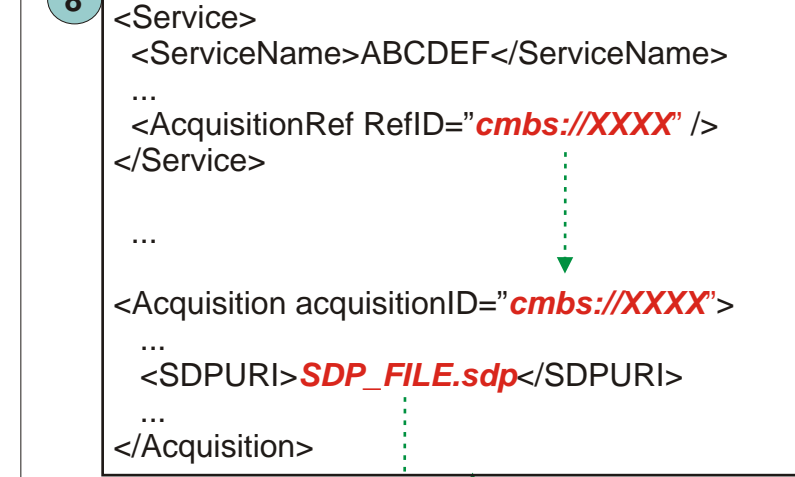 <Service>
<ServiceName>ABCDEF</ServiceName>
...
<AcquisitionRef RefID=”cmbs://XXXX” />
</Service>
...
<Acquisition acquisitionID=”cmbs://XXXX”>
...
<SDPURI>SDP_FILE.sdp</SDPURI>
...
</Acquisition>